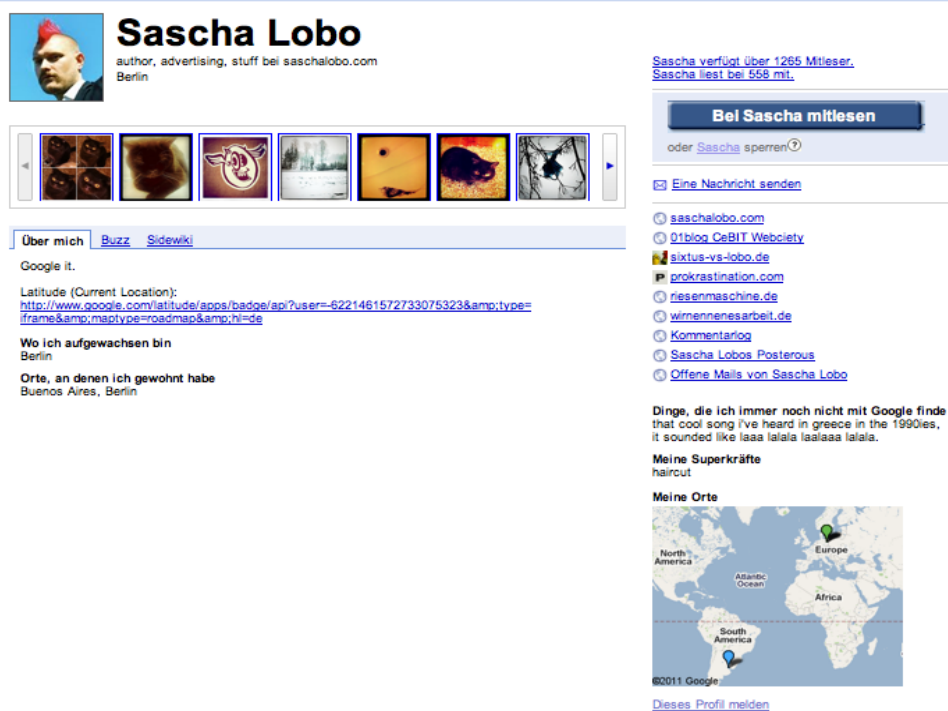 Sascha Lobo
author, advertising, stuff bei saschalobo.com
Berlin
Über mich
Buzz
Sidewiki
Google it.
Latitude (Current Location):
http://www.google.com/latitude/apps/badge/api?user=-6221461572733075323&amp;type=
iframe&amp;maptype=roadmap&amp;hl=de
Wo ich aufgewachsen bin
Berlin
Orte, an denen ich gewohnt habe
Buenos Aires, Berlin
Sascha verfügt über 1265 Mitleser.
Sascha liest bei 558 mit.
Bei Sascha mitlesen
oder Sascha sperren?
Eine Nachricht senden
saschalobo.com
01blog CeBIT Webciety
sixtus-vs-lobo.de
P prokrastination.com
riesenmaschine.de
wirnennenesarbeit.de
Kommentarlog
Sascha Lobos Posterous
Offene Mails von Sascha Lobo
Dinge, die ich immer noch nicht mit Google finde
that cool song i've heard in greece in the 1990ies,
it sounded like laaa lalala laalaaa lalala.
Meine Superkräfte
haircut
Meine Orte
North
America
Europe
Atlantic
Ocean
Africa
South
America
©2011 Google
Dieses Profil melden